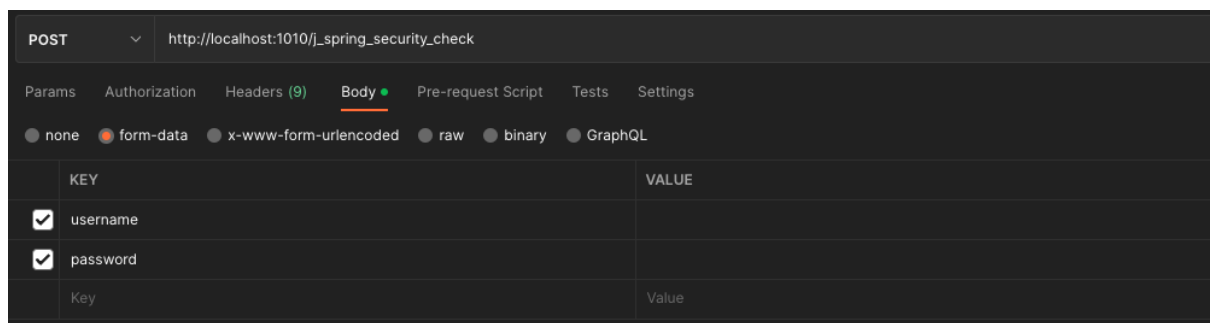 POST http://localhost:1010/j_spring_security_check
Params Authorization Headers (9) Body Pre-request Script Tests Settings
none form-data x-www-form-urlencoded raw binary GraphQL
KEY VALUE
username
password
Key Value